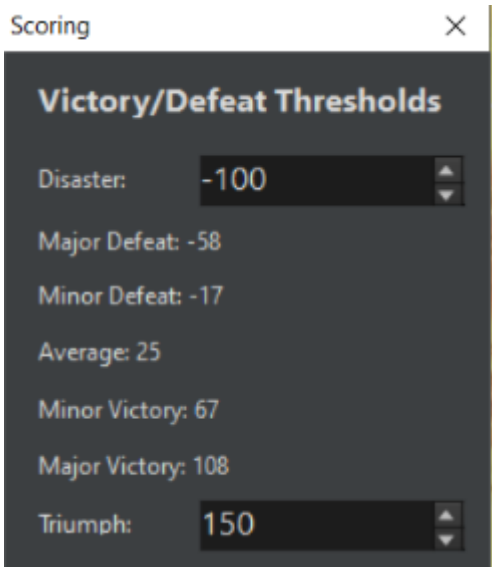 Scoring
Victory/Defeat Thresholds
Disaster: -100
Major Defeat: -58
Minor Defeat: -17
Average: 25
Minor Victory: 67
Major Victory: 108
Triumph: 150